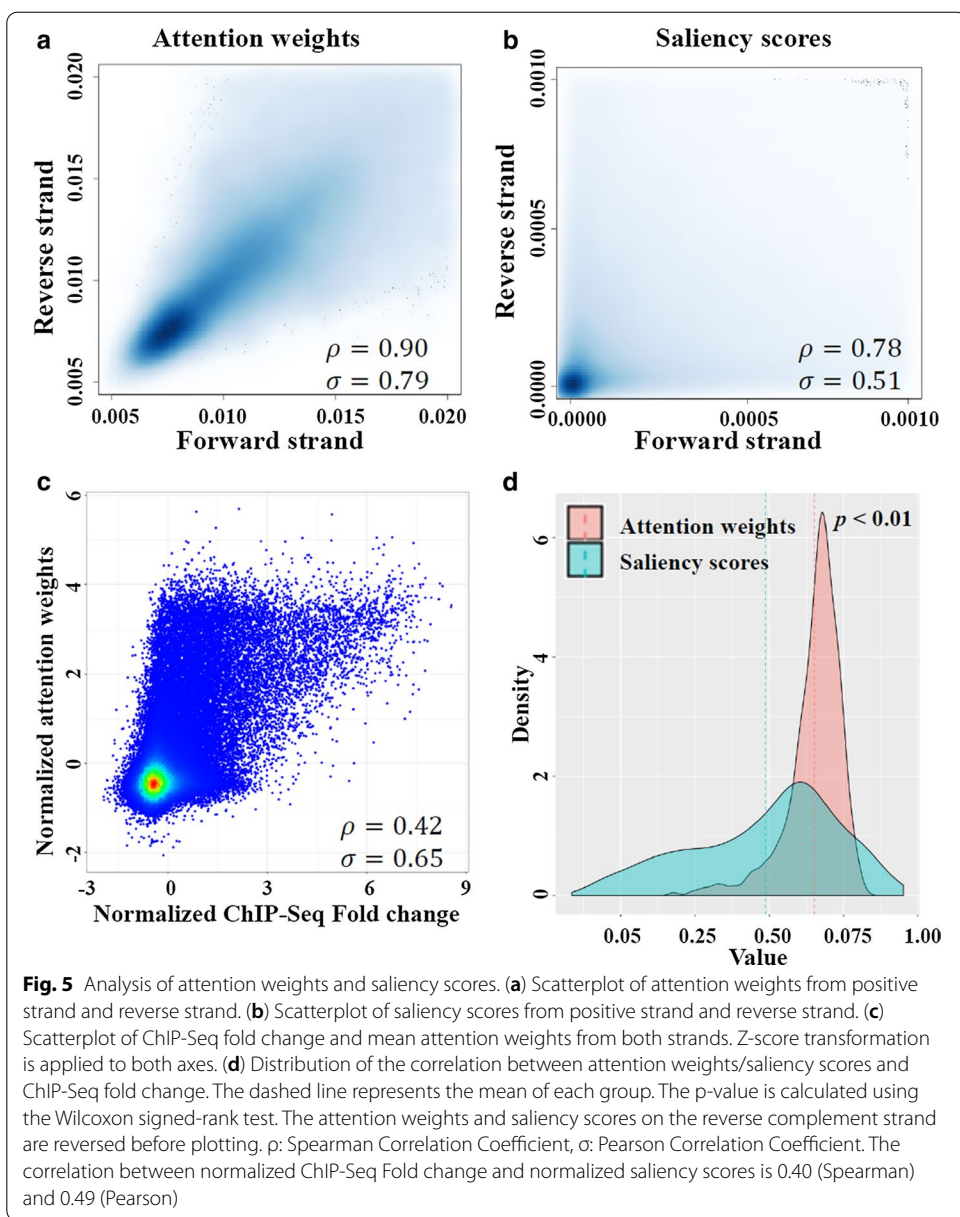 a Attention weights
0.020
0.015
0.010
0.005
Reverse strand
ρ = 0.90
σ = 0.79
0.005 0.010 0.015 0.020
Forward strand
b Saliency scores
0.0010
0.0005
0.0000
Reverse strand
ρ = 0.78
σ = 0.51
0.0000 0.0005 0.0010
Forward strand
c
6
4
2
0
-2
Normalized attention weights
ρ = 0.42
σ = 0.65
-3 0 3 6 9
Normalized ChIP-Seq Fold change
d
Attention weights
Saliency scores
p < 0.01
6
4
2
0
Density
0.05 0.25 0.50 0.075 1.00
Value
Fig. 5 Analysis of attention weights and saliency scores. (a) Scatterplot of attention weights from positive
strand and reverse strand. (b) Scatterplot of saliency scores from positive strand and reverse strand. (c)
Scatterplot of ChIP-Seq fold change and mean attention weights from both strands. Z-score transformation
is applied to both axes. (d) Distribution of the correlation between attention weights/saliency scores and
ChIP-Seq fold change. The dashed line represents the mean of each group. The p-value is calculated using
the Wilcoxon signed-rank test. The attention weights and saliency scores on the reverse complement strand
are reversed before plotting. ρ: Spearman Correlation Coefficient, σ: Pearson Correlation Coefficient. The
correlation between normalized ChIP-Seq Fold change and normalized saliency scores is 0.40 (Spearman)
and 0.49 (Pearson)